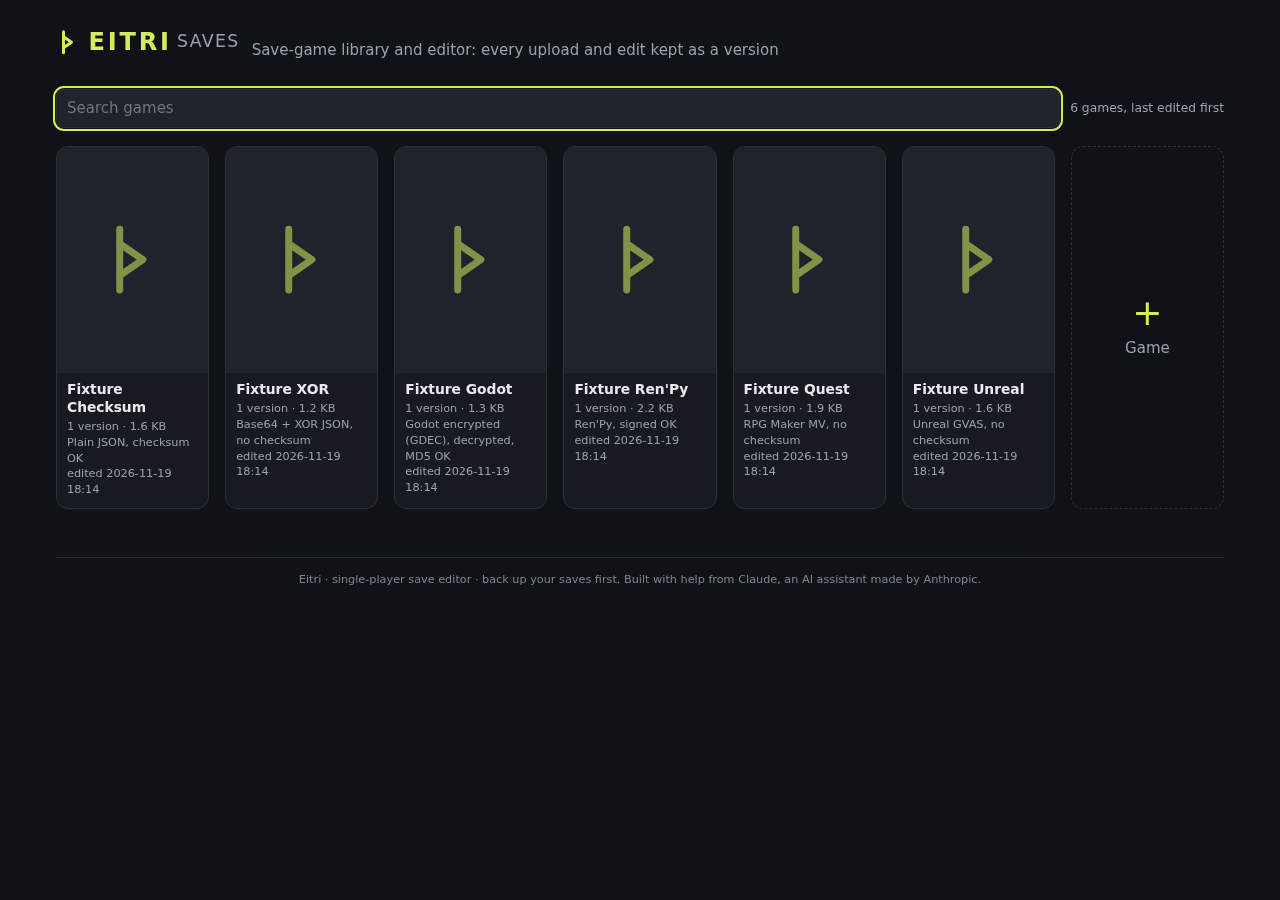 EITRI SAVES Save-game library and editor: every upload and edit kept as a version
Search games
6 games, last edited first
Fixture
Checksum
1 version · 1.6 KB
Plain JSON, checksum
OK
edited 2026-11-19
18:14
Fixture XOR
1 version · 1.2 KB
Base64 + XOR JSON,
no checksum
edited 2026-11-19
18:14
Fixture Godot
1 version · 1.3 KB
Godot encrypted
(GDEC), decrypted,
MD5 OK
edited 2026-11-19
18:14
Fixture Ren'Py
1 version · 2.2 KB
Ren'Py, signed OK
edited 2026-11-19
18:14
Fixture Quest
1 version · 1.9 KB
RPG Maker MV, no
checksum
edited 2026-11-19
18:14
Fixture Unreal
1 version · 1.6 KB
Unreal GVAS, no
checksum
edited 2026-11-19
18:14
+
Game
Eitri · single-player save editor · back up your saves first. Built with help from Claude, an AI assistant made by Anthropic.